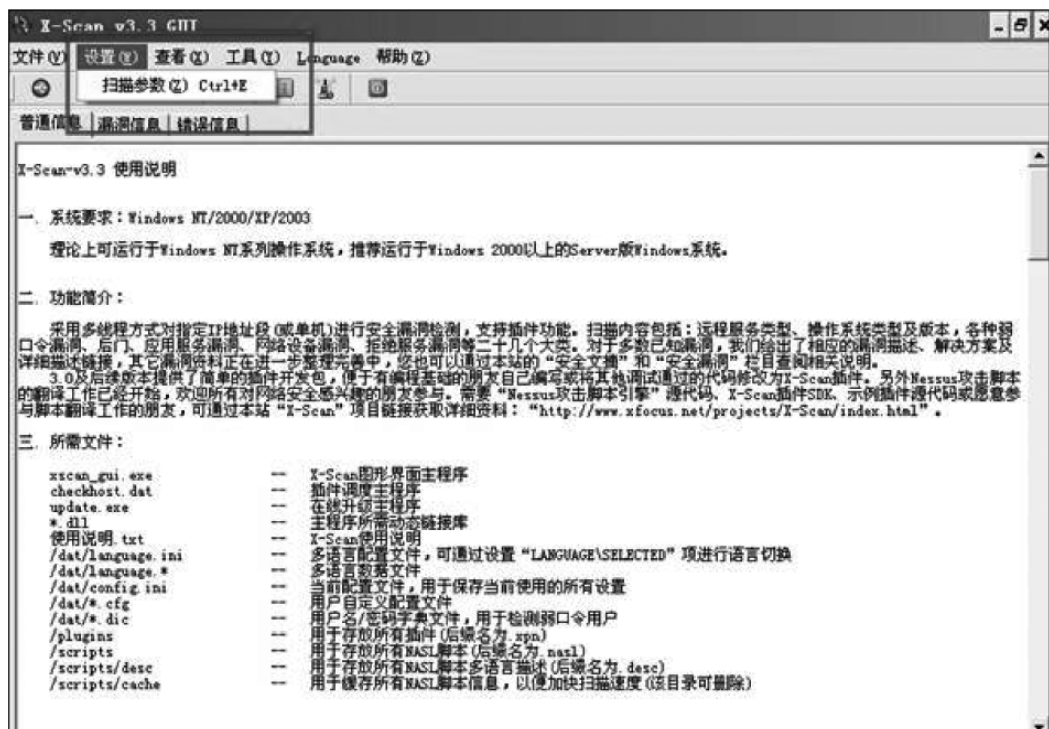 X-Scan v3.3 GUI
文件(V) 设置(W) 查看(X) 工具(Y) Language 帮助(Z)
扫描参数(Z) Ctrl+E
普通信息 漏洞信息 错误信息
X-Scan-v3.3 使用说明
一. 系统要求：Windows NT/2000/XP/2003
理论上可运行于Windows NT系列操作系统，推荐运行于Windows 2000以上的Server版Windows系统。
二. 功能简介：
采用多线程方式对指定IP地址段(或单机)进行安全漏洞检测，支持插件功能。扫描内容包括：远程服务类型、操作系统类型及版本，各种弱
口令漏洞、后门、应用服务漏洞、网络设备漏洞、拒绝服务漏洞等二十几个大类。对于多数已知漏洞，我们给出了相应的漏洞描述、解决方案及
详细描述链接，其它漏洞资料正在进一步整理完善中，您也可以通过本站的“安全文摘”和“安全漏洞”栏目查阅相关说明。
3.0及后续版本提供了简单的插件开发包，便于有编程基础的朋友自己编写或将其他调试通过的代码修改为X-Scan插件。另外Nessus攻击脚本
的翻译工作已经开始，欢迎所有对网络安全感兴趣的朋友参与。需要“Nessus攻击脚本引擎”源代码、X-Scan插件SDK、示例插件源代码或愿意参
与脚本翻译工作的朋友，可通过本站“X-Scan”项目链接获取详细资料：“http://www.xfocus.net/projects/X-Scan/index.html”。
三. 所需文件：
xscan_gui.exe -- X-Scan图形界面主程序
checkhost.dat -- 插件调度主程序
update.exe -- 在线升级主程序
*.dll -- 主程序所需动态链接库
使用说明.txt -- X-Scan使用说明
/dat/language.ini -- 多语言配置文件，可通过设置“LANGUAGE\SELECTED”项进行语言切换
/dat/language.* -- 多语言数据文件
/dat/config.ini -- 当前配置文件，用于保存当前使用的所有设置
/dat/*.cfg -- 用户自定义配置文件
/dat/*.dic -- 用户名/密码字典文件，用于检测弱口令用户
/plugins -- 用于存放所有插件(后缀名为.xpn)
/scripts -- 用于存放所有NASL脚本(后缀名为.nasl)
/scripts/desc -- 用于存放所有NASL脚本多语言描述(后缀名为.desc)
/scripts/cache -- 用于缓存所有NASL脚本信息，以便加快扫描速度(该目录可删除)